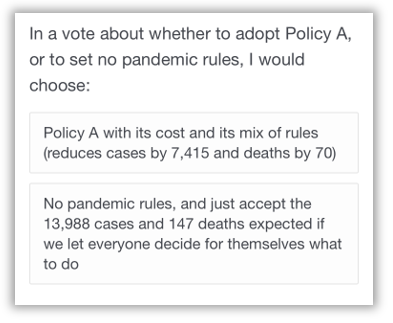 In a vote about whether to adopt Policy A,
or to set no pandemic rules, I would
choose:
Policy A with its cost and its mix of rules
(reduces cases by 7,415 and deaths by 70)
No pandemic rules, and just accept the
13,988 cases and 147 deaths expected if
we let everyone decide for themselves what
to do